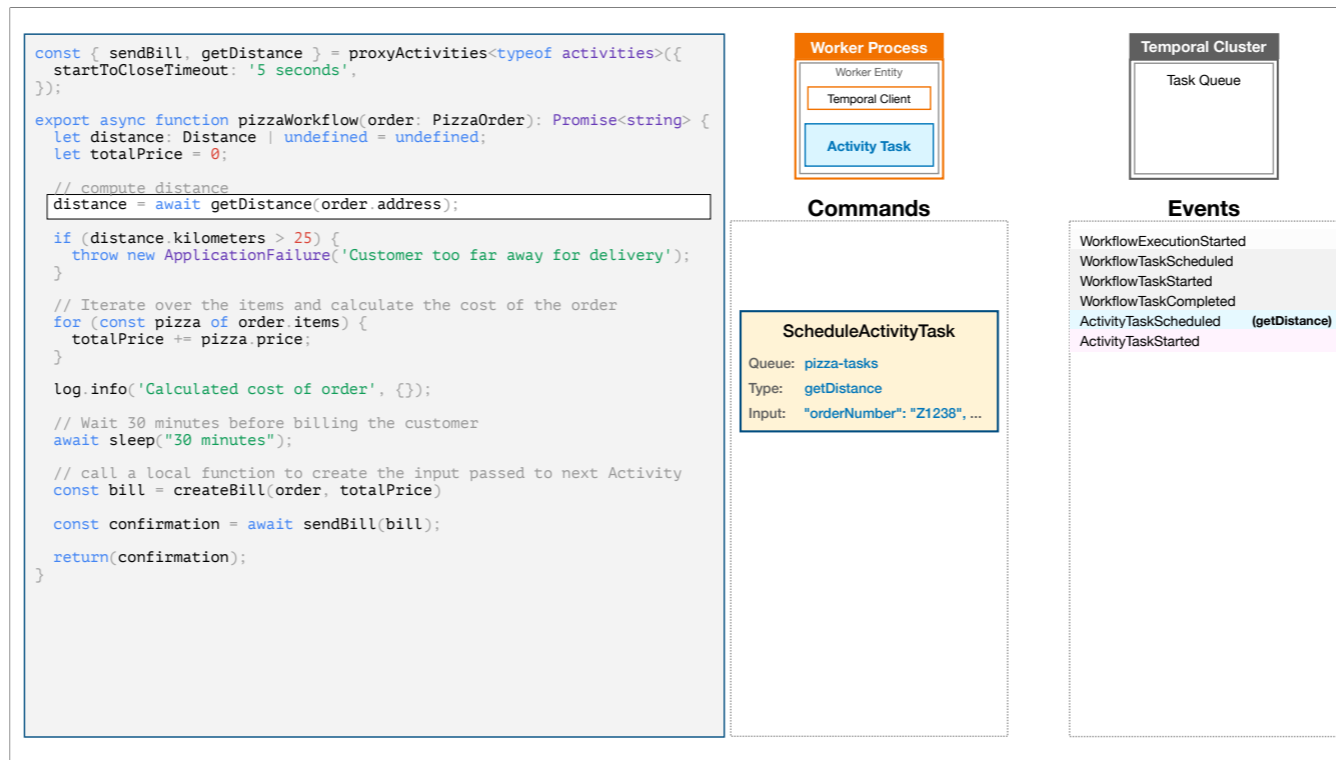 const { sendBill, getDistance } = proxyActivities<typeof activities>({
  startToCloseTimeout: '5 seconds',
});
export async function pizzaWorkflow(order: PizzaOrder): Promise<string> {
  let distance: Distance | undefined = undefined;
  let totalPrice = 0;
  // compute distance
  distance = await getDistance(order.address);
  if (distance.kilometers > 25) {
    throw new ApplicationFailure('Customer too far away for delivery');
  }
  // Iterate over the items and calculate the cost of the order
  for (const pizza of order.items) {
    totalPrice += pizza.price;
  }
  log.info('Calculated cost of order', {});
  // Wait 30 minutes before billing the customer
  await sleep("30 minutes");
  // call a local function to create the input passed to next Activity
  const bill = createBill(order, totalPrice)
  const confirmation = await sendBill(bill);
  return(confirmation);
}
Worker Process
Worker Entity
Temporal Client
Activity Task
Commands
ScheduleActivityTask
Queue: pizza-tasks
Type: getDistance
Input: "orderNumber": "Z1238", ...
Temporal Cluster
Task Queue
Events
WorkflowExecutionStarted
WorkflowTaskScheduled
WorkflowTaskStarted
WorkflowTaskCompleted
ActivityTaskScheduled (getDistance)
ActivityTaskStarted